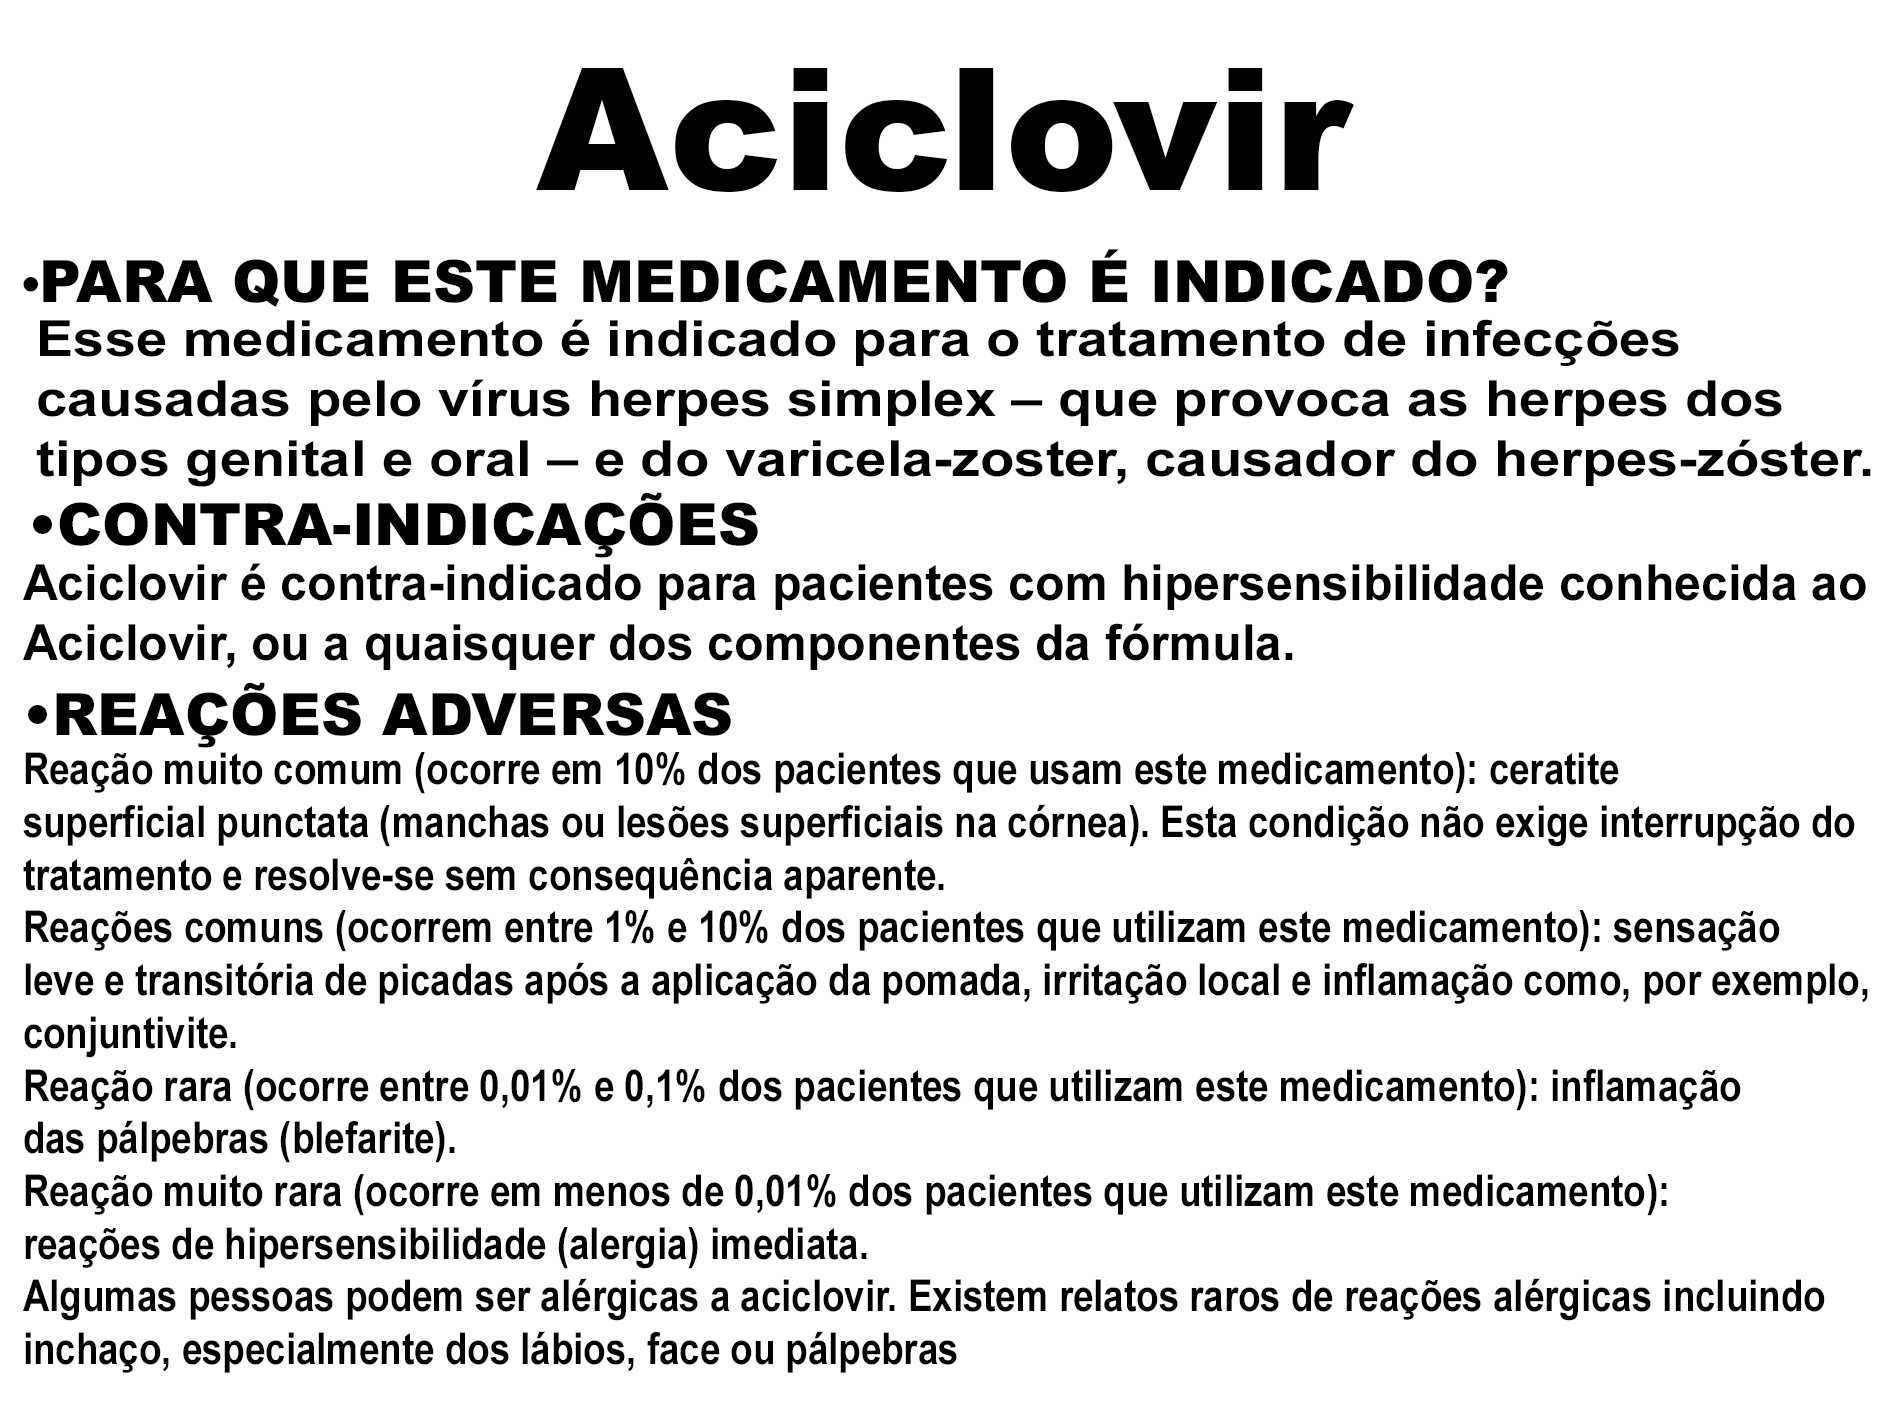 Aciclovir
•PARA QUE ESTE MEDICAMENTO É INDICADO?
Esse medicamento é indicado para o tratamento de infecções
causadas pelo vírus herpes simplex – que provoca as herpes dos
tipos genital e oral – e do varicela-zoster, causador do herpes-zóster.
•CONTRA-INDICAÇÕES
Aciclovir é contra-indicado para pacientes com hipersensibilidade conhecida ao
Aciclovir, ou a quaisquer dos componentes da fórmula.
•REAÇÕES ADVERSAS
Reação muito comum (ocorre em 10% dos pacientes que usam este medicamento): ceratite
superficial punctata (manchas ou lesões superficiais na córnea). Esta condição não exige interrupção do
tratamento e resolve-se sem consequência aparente.
Reações comuns (ocorrem entre 1% e 10% dos pacientes que utilizam este medicamento): sensação
leve e transitória de picadas após a aplicação da pomada, irritação local e inflamação como, por exemplo,
conjuntivite.
Reação rara (ocorre entre 0,01% e 0,1% dos pacientes que utilizam este medicamento): inflamação
das pálpebras (blefarite).
Reação muito rara (ocorre em menos de 0,01% dos pacientes que utilizam este medicamento):
reações de hipersensibilidade (alergia) imediata.
Algumas pessoas podem ser alérgicas a aciclovir. Existem relatos raros de reações alérgicas incluindo
inchaço, especialmente dos lábios, face ou pálpebras